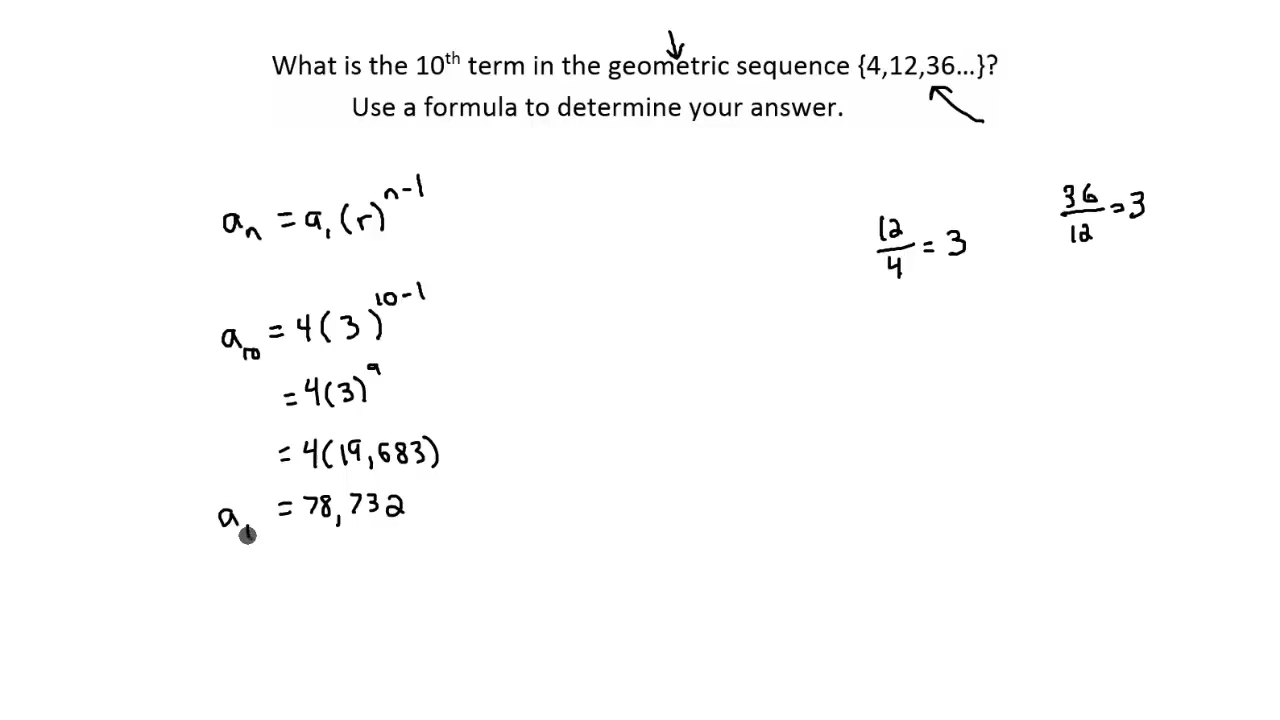 What is the 10th term in the geometric sequence {4,12,36...}?
Use a formula to determine your answer.
aₙ = a₁(r)ⁿ⁻¹
12/4 = 3
36/12 = 3
a₁₀ = 4(3)¹⁰⁻¹
= 4(3)⁹
= 4(19,683)
a₁ = 78,732